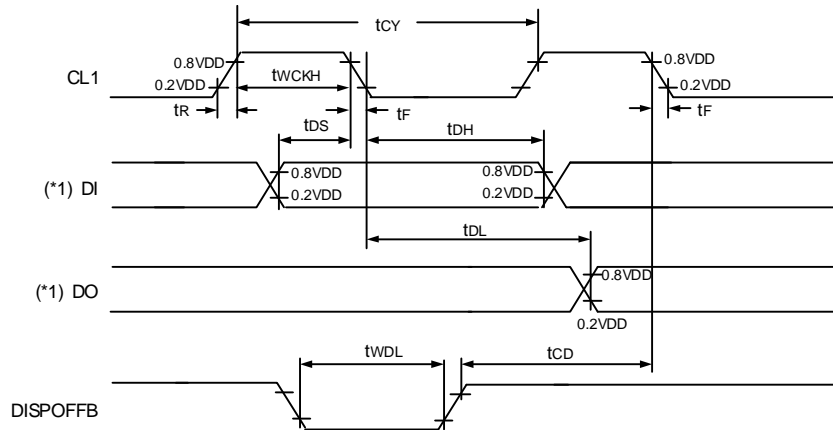 tCY
0.8VDD
0.8VDD
CL1
tWCKH
0.2VDD
0.2VDD
tR
tF
tF
tDS
tDH
0.8VDD
0.8VDD
(*1) DI
0.2VDD
0.2VDD
tDL
(*1) DO
0.8VDD
0.2VDD
tWDL
tCD
DISPOFFB